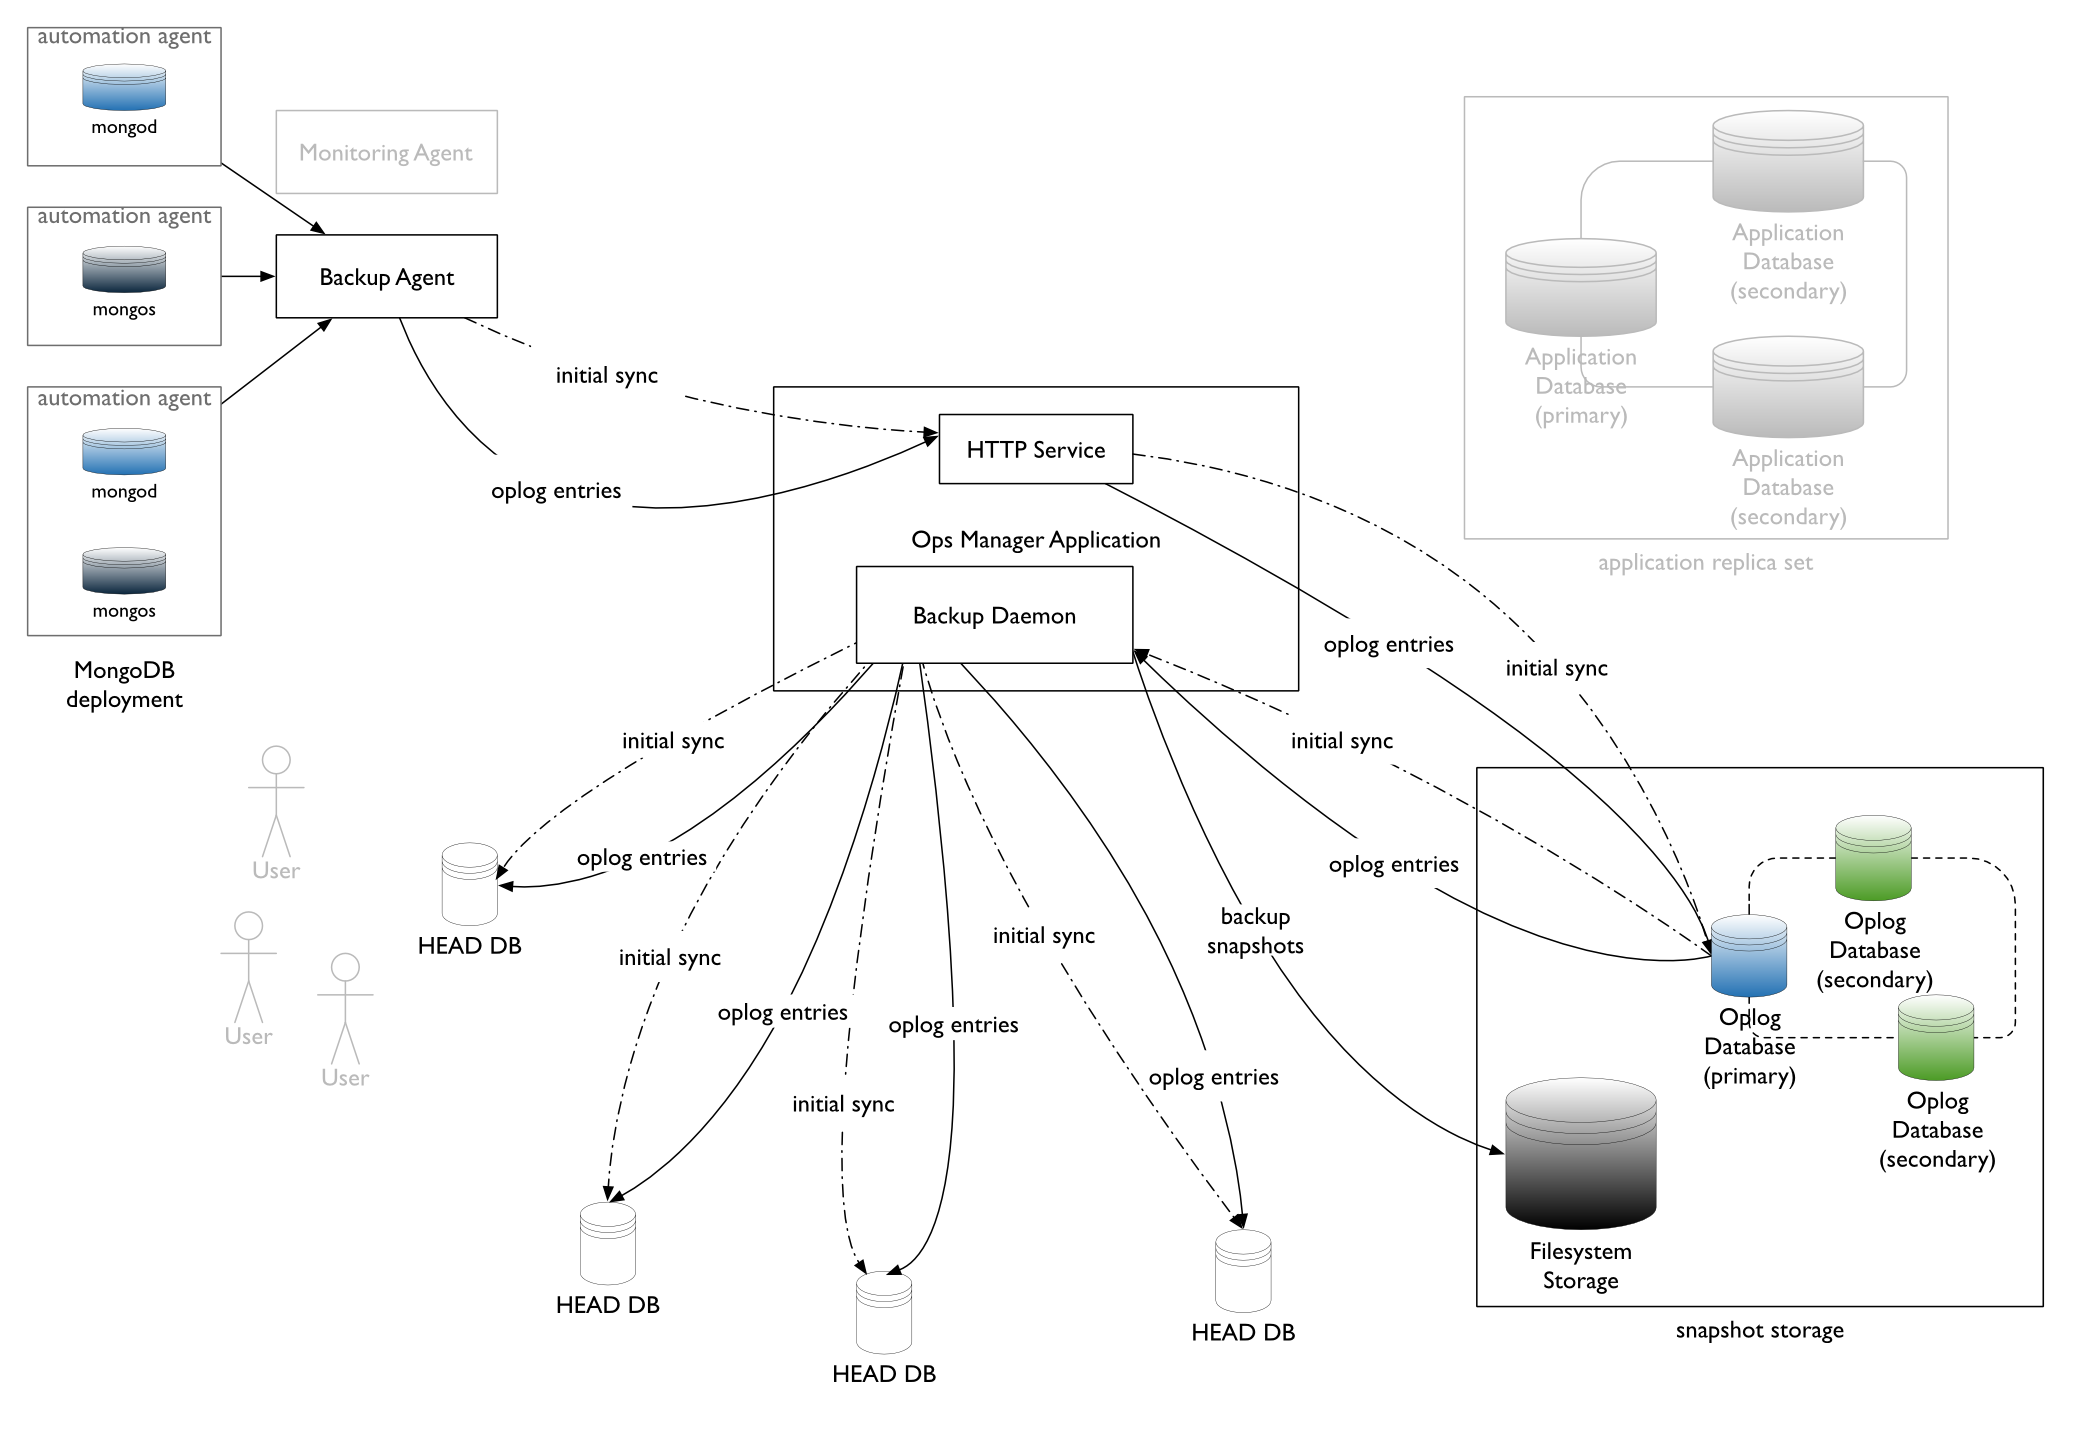 automation agent
mongod
Monitoring Agent
automation agent
mongos
Backup Agent
automation agent
mongod
mongos
MongoDB
deployment
initial sync
oplog entries
HTTP Service
Ops Manager Application
Backup Daemon
Application
Database
(secondary)
Application
Database
(primary)
Application
Database
(secondary)
application replica set
oplog entries
initial sync
initial sync
initial sync
User
User
User
oplog entries
HEAD DB
initial sync
oplog entries
HEAD DB
initial sync
oplog entries
HEAD DB
initial sync
oplog entries
HEAD DB
oplog entries
backup
snapshots
Oplog
Database
(secondary)
Oplog
Database
(primary)
Oplog
Database
(secondary)
Filesystem
Storage
snapshot storage